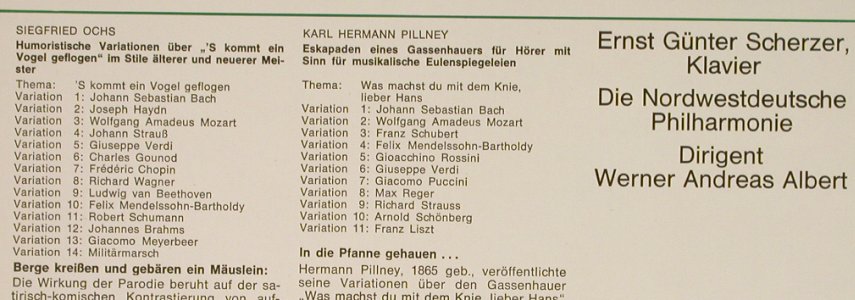 SIEGFRIED OCHS
Humoristische Variationen über „'S kommt ein
Vogel geflogen“ im Stile älterer und neuerer Mei-
ster
Thema: 'S kommt ein Vogel geflogen
Variation 1: Johann Sebastian Bach
Variation 2: Joseph Haydn
Variation 3: Wolfgang Amadeus Mozart
Variation 4: Johann Strauß
Variation 5: Giuseppe Verdi
Variation 6: Charles Gounod
Variation 7: Frédéric Chopin
Variation 8: Richard Wagner
Variation 9: Ludwig van Beethoven
Variation 10: Felix Mendelssohn-Bartholdy
Variation 11: Robert Schumann
Variation 12: Johannes Brahms
Variation 13: Giacomo Meyerbeer
Variation 14: Militärmarsch
Berge kreißen und gebären ein Mäuslein:
Die Wirkung der Parodie beruht auf der sa-
tirisch-komischen Kontrastierung von auf-
KARL HERMANN PILLNEY
Eskapaden eines Gassenhauers für Hörer mit
Sinn für musikalische Eulenspiegeleien
Thema: Was machst du mit dem Knie,
lieber Hans
Variation 1: Johann Sebastian Bach
Variation 2: Wolfgang Amadeus Mozart
Variation 3: Franz Schubert
Variation 4: Felix Mendelssohn-Bartholdy
Variation 5: Gioacchino Rossini
Variation 6: Giuseppe Verdi
Variation 7: Giacomo Puccini
Variation 8: Max Reger
Variation 9: Richard Strauss
Variation 10: Arnold Schönberg
Variation 11: Franz Liszt
In die Pfanne gehauen ...
Hermann Pillney, 1865 geb., veröffentlichte
seine Variationen über den Gassenhauer
„Was machst du mit dem Knie, lieber Hans“
Ernst Günter Scherzer,
Klavier
Die Nordwestdeutsche
Philharmonie
Dirigent
Werner Andreas Albert